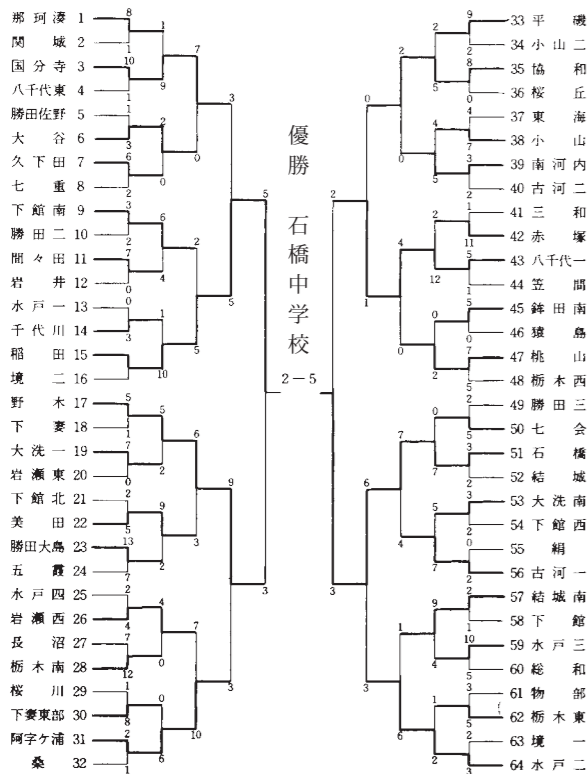 那珂湊 1
関城 2
国分寺 3
八千代東 4
勝田佐野 5
大谷 6
久下田 7
七重 8
下館南 9
勝田二 10
間々田 11
岩井 12
水戸一 13
千代川 14
稲田 15
境二 16
野木 17
下妻 18
大洗一 19
岩瀬東 20
下館北 21
美田 22
勝田大島 23
五霞 24
水戸四 25
岩瀬西 26
長沼 27
栃木南 28
桜川 29
下妻東部 30
阿字ケ浦 31
桑 32
優勝 石橋中学校
2-5
33 平磯
34 小山二
35 協和
36 桜丘
37 東海
38 小山
39 南河内
40 古河二
41 三和
42 赤塚
43 八千代一
44 笠間
45 鉾田南
46 猿島
47 桃山
48 栃木西
49 勝田三
50 七会
51 石橋
52 結城
53 大洗南
54 下館西
55 絹
56 古河一
57 結城南
58 下館
59 水戸三
60 総和
61 物部
62 栃木東
63 境一
64 水戸二